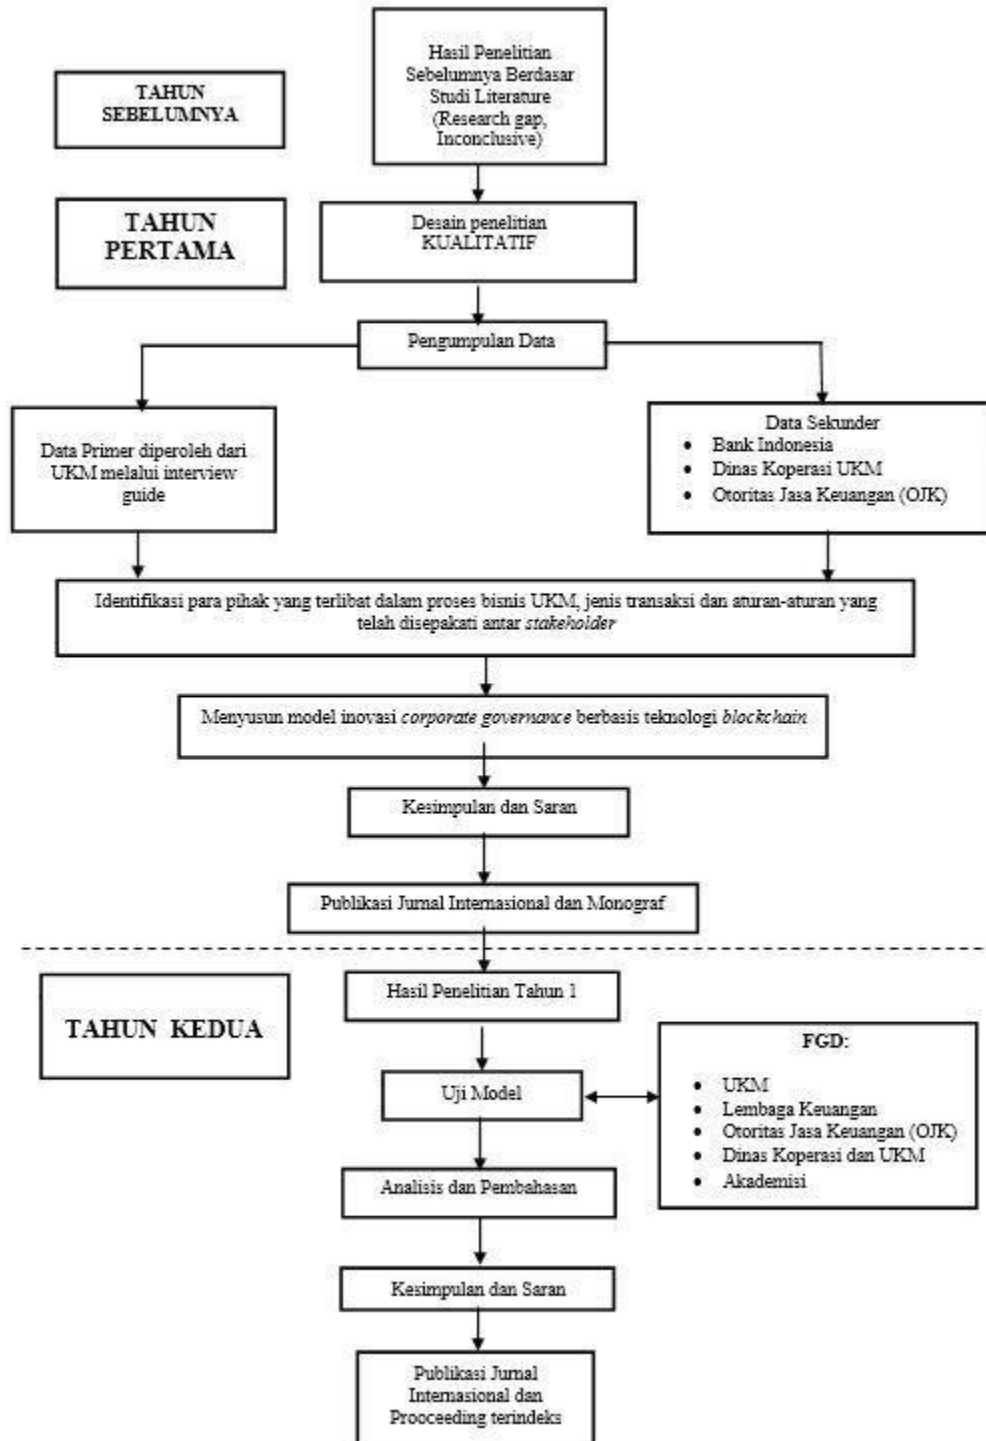 Hasil Penelitian
Sebelumnya Berdasar
Studi Literature
(Research gap,
Inconclusive)
TAHUN
SEBELUMNYA
TAHUN
PERTAMA
Desain penelitian
KUALITATIF
Pengumpulan Data
Data Primer diperoleh dari
UKM melalui interview
guide
Data Sekunder
• Bank Indonesia
• Dinas Koperasi UKM
• Otoritas Jasa Keuangan (OJK)
Identifikasi para pihak yang terlibat dalam proses bisnis UKM, jenis transaksi dan aturan-aturan yang
telah disepakati antar stakeholder
Menyusun model inovasi corporate governance berbasis teknologi blockchain
Kesimpulan dan Saran
Publikasi Jurnal Internasional dan Monograf
TAHUN KEDUA
Hasil Penelitian Tahun 1
Uji Model
FGD:
• UKM
• Lembaga Keuangan
• Otoritas Jasa Keuangan (OJK)
• Dinas Koperasi dan UKM
• Akademisi
Analisis dan Pembahasan
Kesimpulan dan Saran
Publikasi Jurnal
Internasional dan
Prooceeding terindeks